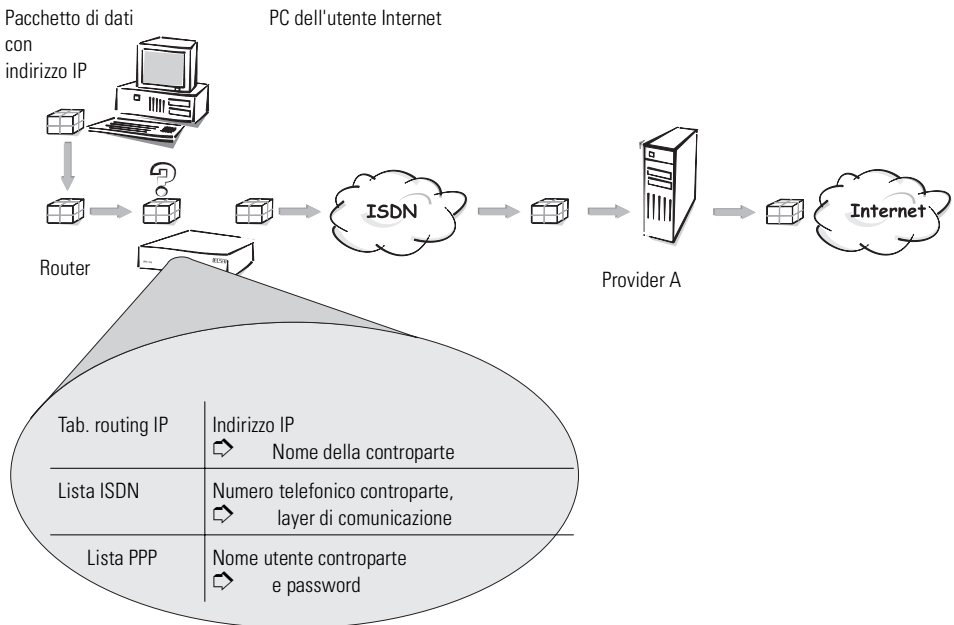 Pacchetto di dati
con
indirizzo IP
PC dell'utente Internet
ISDN
Internet
Router
Provider A
Tab. routing IP
Indirizzo IP
Nome della controparte
Lista ISDN
Numero telefonico controparte,
layer di comunicazione
Lista PPP
Nome utente controparte
e password